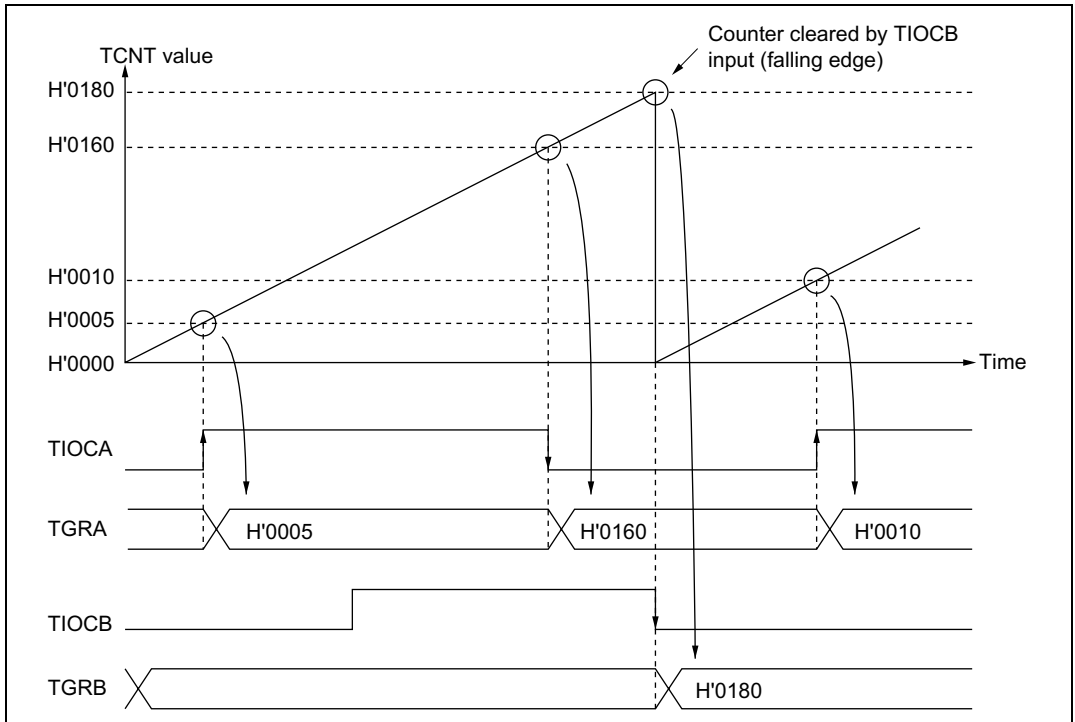 Counter cleared by TIOCB
input (falling edge)
TCNT value
H'0180
H'0160
H'0010
H'0005
H'0000
Time
TIOCA
TGRA
H'0005
H'0160
H'0010
TIOCB
TGRB
H'0180